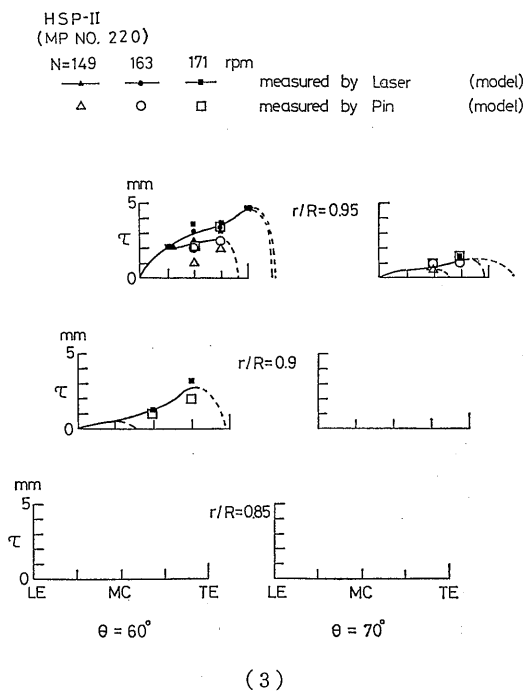 HSP-II
(MP NO. 220)
N=149 163 171 rpm
measured by Laser (model)
measured by Pin (model)
mm
5
τ
0
r/R=0.95
mm
5
τ
0
r/R=0.9
mm
5
τ
0
r/R=0.85
LE MC TE LE MC TE
θ = 60° θ = 70°
(3)